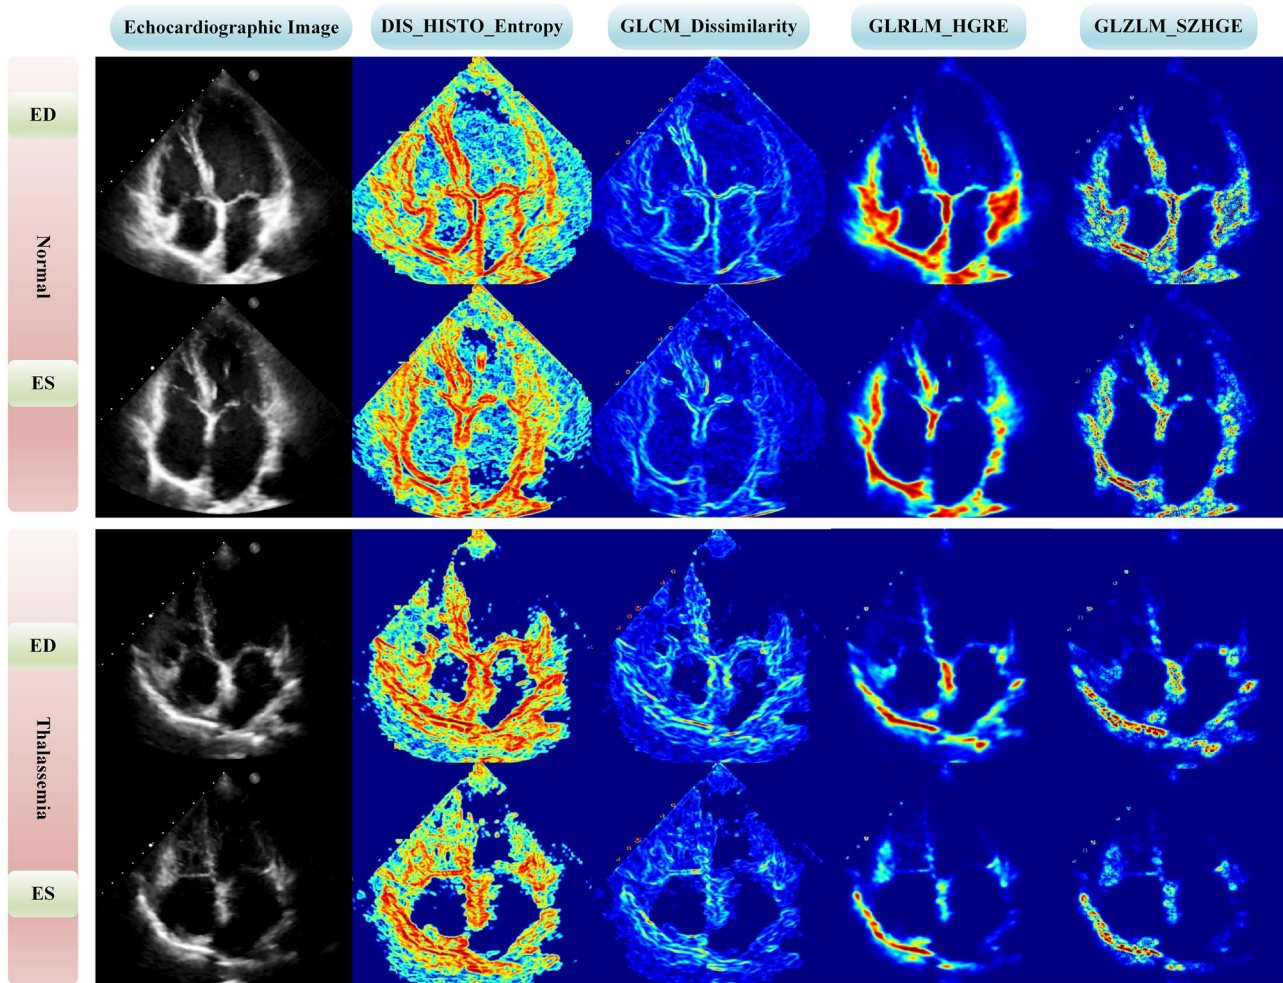 Echocardiographic Image
DIS_HISTO_Entropy
GLCM_Dissimilarity
GLRLM_HGRE
GLZLM_SZHGE
ED
Normal
ES
ED
Thalassemia
ES